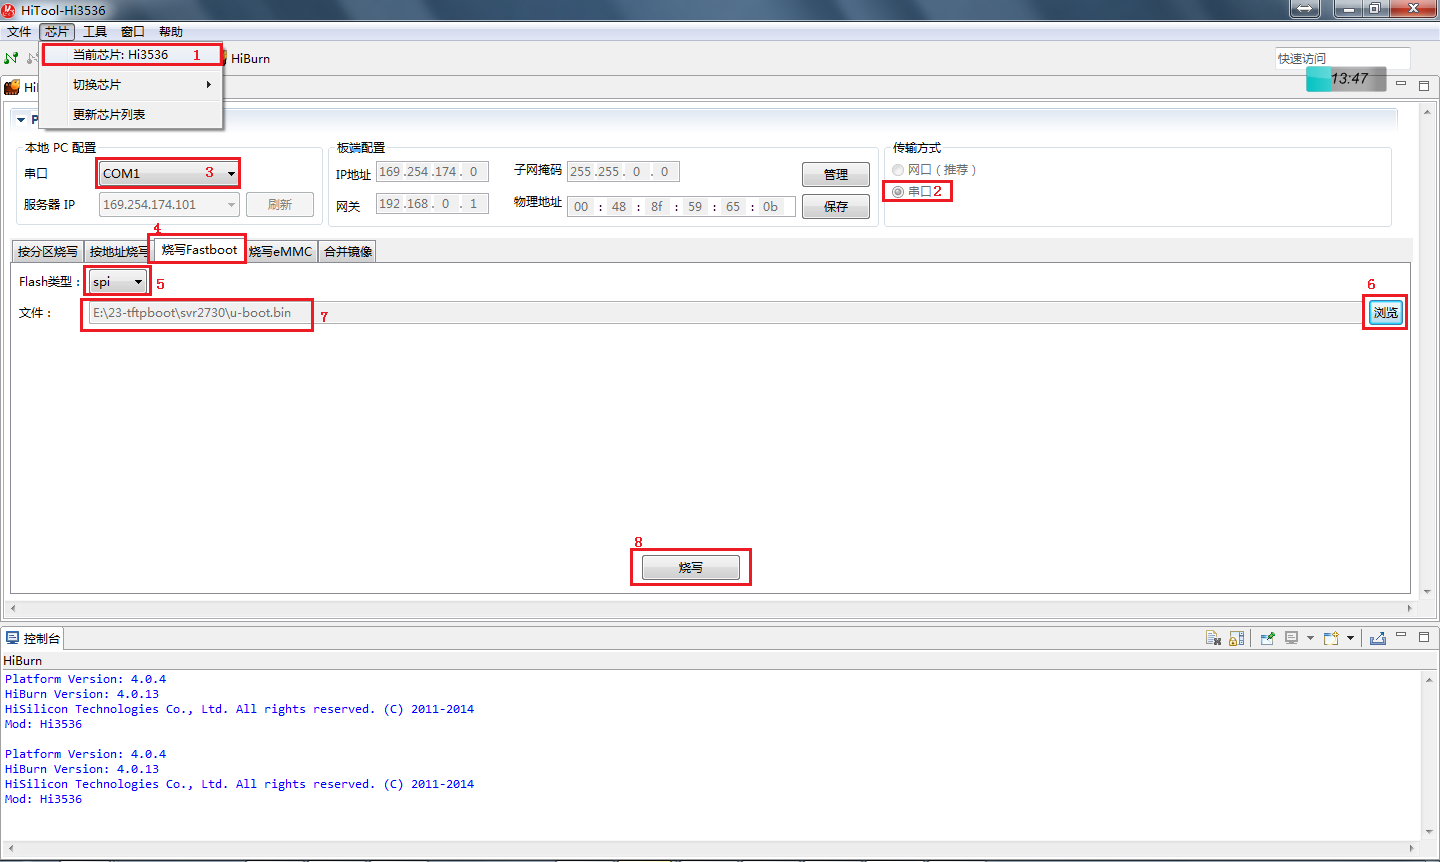 HiTool-Hi3536
文件 芯片 工具 窗口 帮助
当前芯片: Hi3536 1
HiBurn
快速访问
切换芯片
13:47
更新芯片列表
本地 PC 配置
板端配置
传输方式
串口 COM1 3
IP地址 169 .254 .174 . 0
子网掩码 255 .255 . 0 . 0
管理
网口（推荐）
串口2
服务器 IP 169.254.174.101 刷新
网关 192 .168 . 0 . 1
物理地址 00 : 48 : 8f : 59 : 65 : 0b
保存
4
按分区烧写 按地址烧写 烧写Fastboot 烧写eMMC 合并镜像
Flash类型： spi 5
6
文件： E:\23-tftpboot\svr2730\u-boot.bin 7
浏览
8
烧写
控制台
HiBurn
Platform Version: 4.0.4
HiBurn Version: 4.0.13
HiSilicon Technologies Co., Ltd. All rights reserved. (C) 2011-2014
Mod: Hi3536
Platform Version: 4.0.4
HiBurn Version: 4.0.13
HiSilicon Technologies Co., Ltd. All rights reserved. (C) 2011-2014
Mod: Hi3536